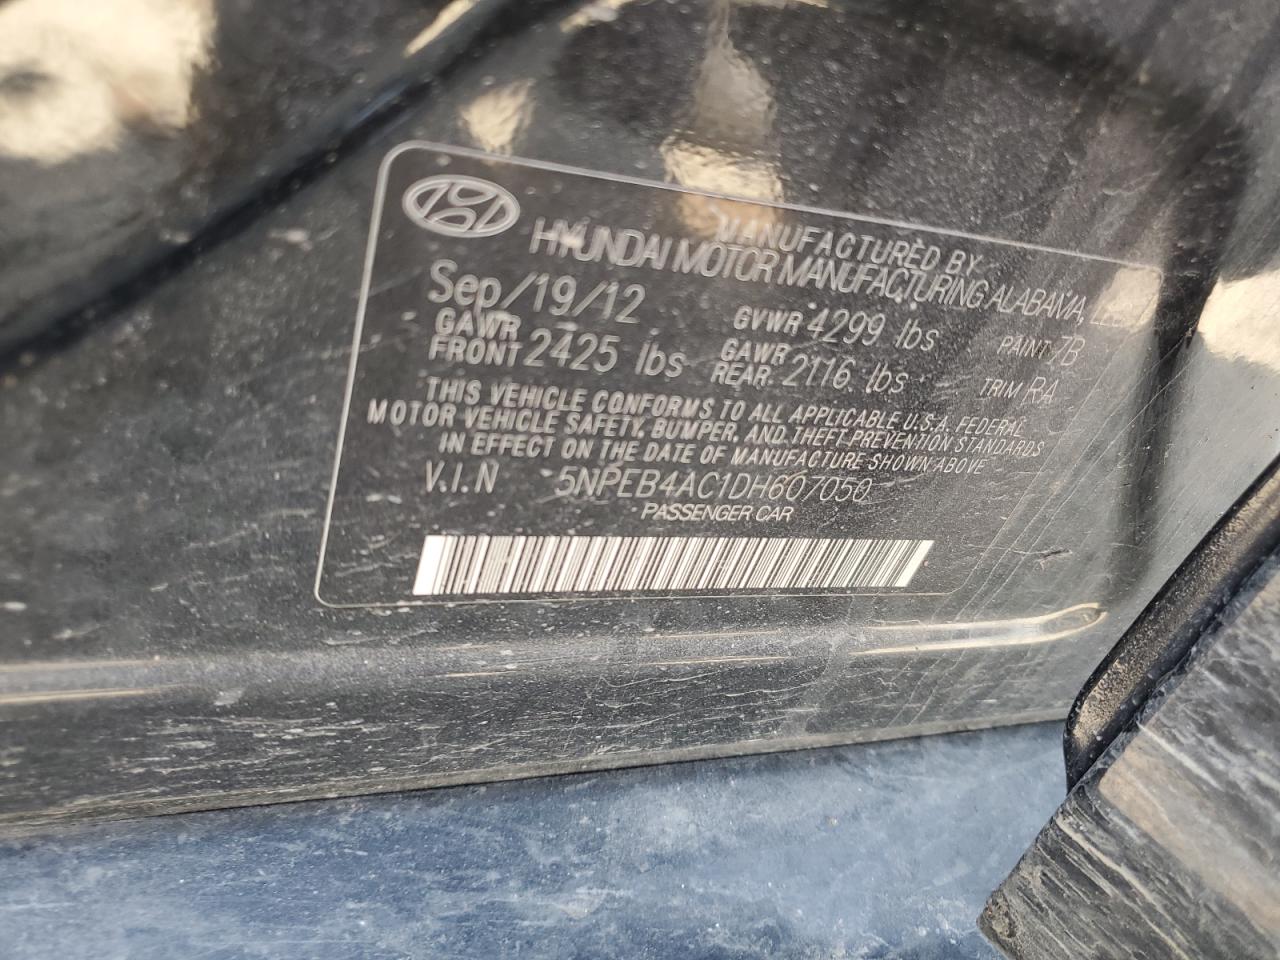 MANUFACTURED BY
HYUNDAI MOTOR MANUFACTURING ALABAMA, LLC
Sep/19/12 GVWR 4299 lbs PAINT 7B
GAWR FRONT 2425 lbs GAWR REAR 2116 lbs TRIM RA
THIS VEHICLE CONFORMS TO ALL APPLICABLE U.S.A. FEDERAL
MOTOR VEHICLE SAFETY, BUMPER, AND THEFT PREVENTION STANDARDS
IN EFFECT ON THE DATE OF MANUFACTURE SHOWN ABOVE
V.I.N 5NPEB4AC1DH607050
PASSENGER CAR